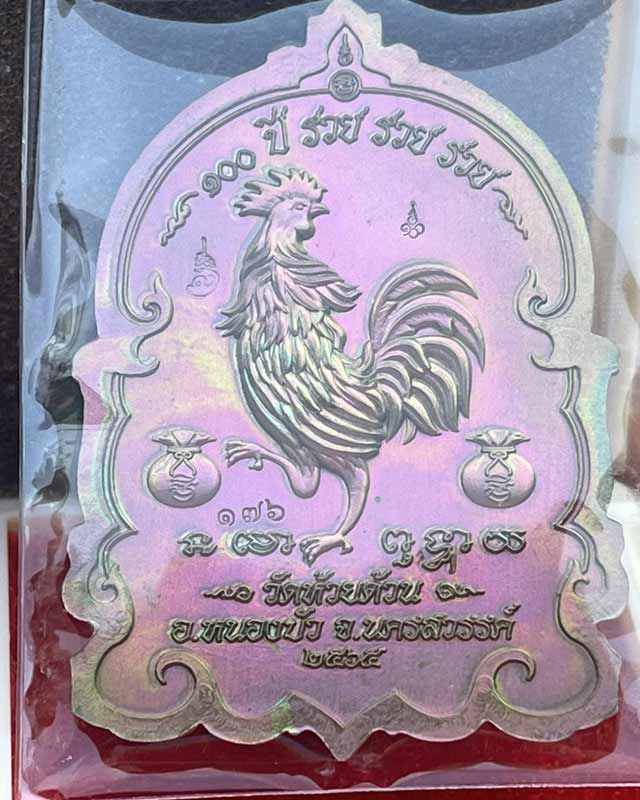 ๑๐๐ ปี รวย รวย รวย
๑๗๖
วัดห้วยด้วน
อ.หนองบัว จ.นครสวรรค์
๒๕๖๕